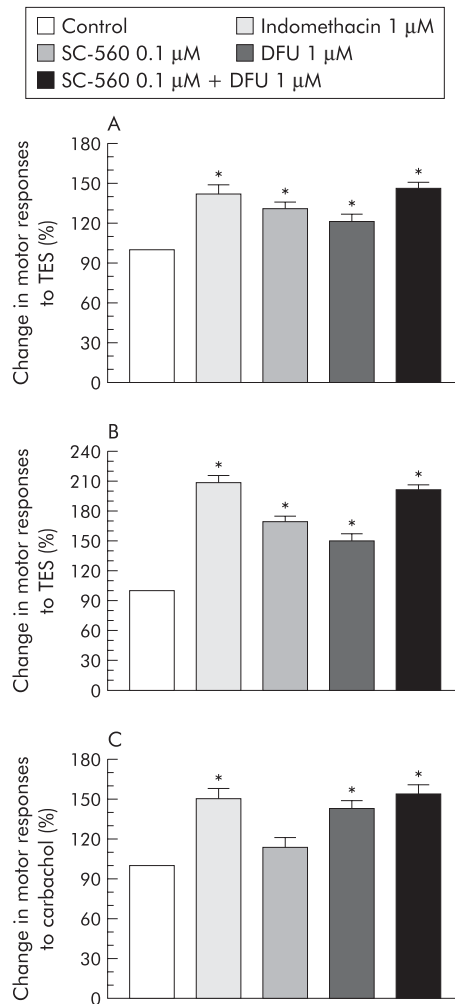 Control
Indomethacin 1 µM
SC-560 0.1 µM
DFU 1 µM
SC-560 0.1 µM + DFU 1 µM
A
180
150
120
90
60
30
0
Change in motor responses
to TES (%)
*
*
*
*
B
240
210
180
150
120
90
60
30
0
Change in motor responses
to TES (%)
*
*
*
*
C
180
150
120
90
60
30
0
Change in motor responses
to carbachol (%)
*
*
*